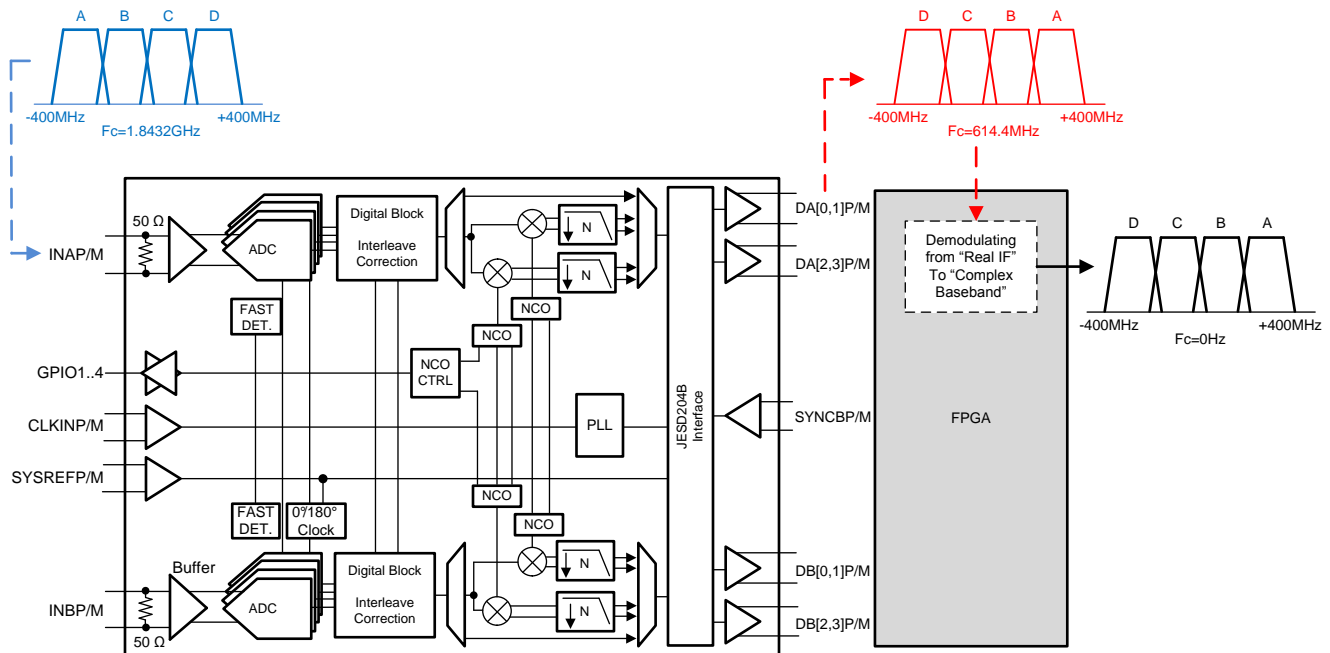 A B C D
-400MHz +400MHz
Fc=1.8432GHz
D C B A
-400MHz +400MHz
Fc=614.4MHz
50 Ω
INAP/M
ADC
Digital Block
Interleave
Correction
N
N
DA[0,1]P/M
DA[2,3]P/M
Demodulating
from “Real IF”
To “Complex
Baseband”
D C B A
-400MHz +400MHz
Fc=0Hz
FAST
DET.
NCO
NCO
GPIO1..4
NCO
CTRL
CLKINP/M
PLL
JESD204B
Interface
SYNCBP/M
FPGA
SYSREFP/M
NCO
NCO
FAST
DET.
0º/180°
Clock
Buffer
INBP/M
50 Ω
ADC
Digital Block
Interleave
Correction
N
N
DB[0,1]P/M
DB[2,3]P/M